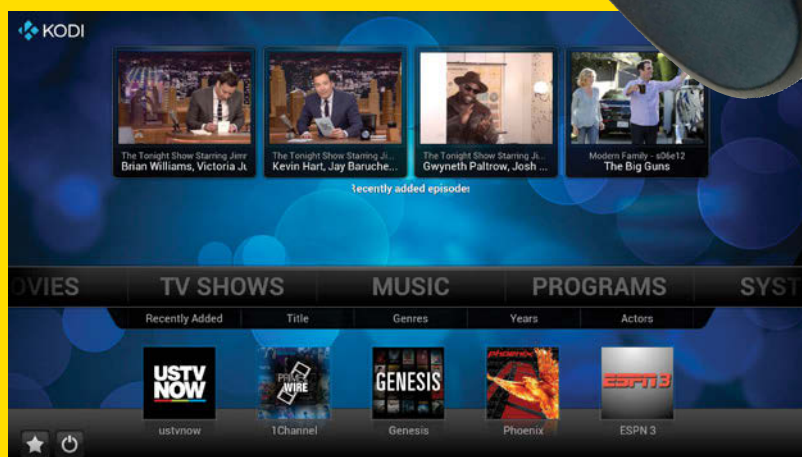 KODI
The Tonight Show Starring Jimr
Brian Williams, Victoria Ju
The Tonight Show Starring Ji...
Kevin Hart, Jay Baruche...
The Tonight Show Starring Ji...
Gwyneth Paltrow, Josh ...
Modern Family - s06e12
The Big Guns
Recently added episodes
OVIES TV SHOWS MUSIC PROGRAMS SYST
Recently Added Title Genres Years Actors
USTV
NOW
PRIME
WIRE
GENESIS
phoenix
ESPN 3
ustvnow 1Channel Genesis Phoenix ESPN 3